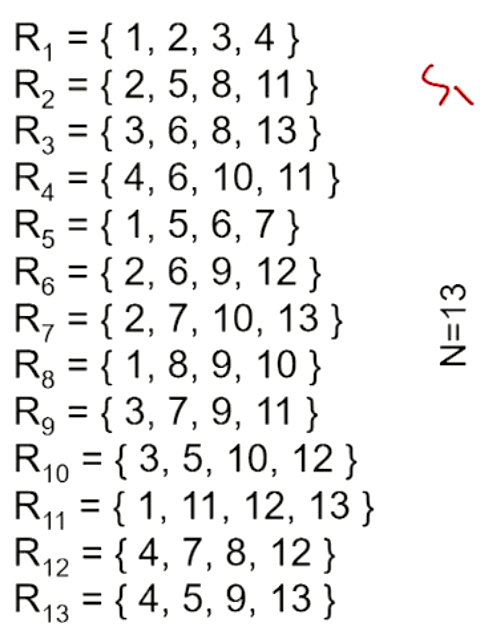 R₁ = { 1, 2, 3, 4 }
R₂ = { 2, 5, 8, 11 }
R₃ = { 3, 6, 8, 13 }
R₄ = { 4, 6, 10, 11 }
R₅ = { 1, 5, 6, 7 }
R₆ = { 2, 6, 9, 12 }
R₇ = { 2, 7, 10, 13 }
R₈ = { 1, 8, 9, 10 }
R₉ = { 3, 7, 9, 11 }
R₁₀ = { 3, 5, 10, 12 }
R₁₁ = { 1, 11, 12, 13 }
R₁₂ = { 4, 7, 8, 12 }
R₁₃ = { 4, 5, 9, 13 }
S₁
N=13